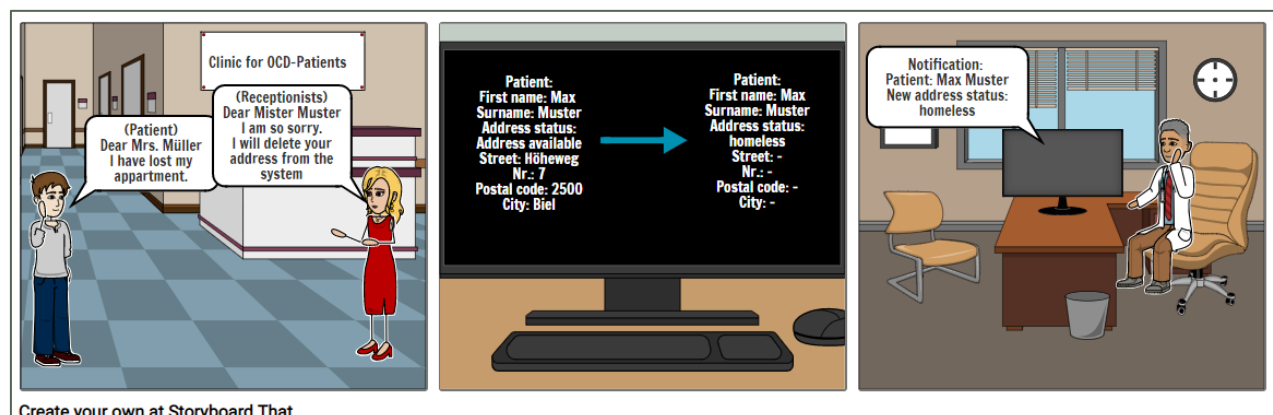 Clinic for OCD-Patients
(Patient)
Dear Mrs. Müller
I have lost my
appartment.
(Receptionists)
Dear Mister Muster
I am so sorry.
I will delete your
address from the
system
Patient:
First name: Max
Surname: Muster
Address status:
Address available
Street: Höheweg
Nr.: 7
Postal code: 2500
City: Biel
Patient:
First name: Max
Surname: Muster
Address status:
homeless
Street: -
Nr.: -
Postal code: -
City: -
Notification:
Patient: Max Muster
New address status:
homeless
Create your own at Storyboard That